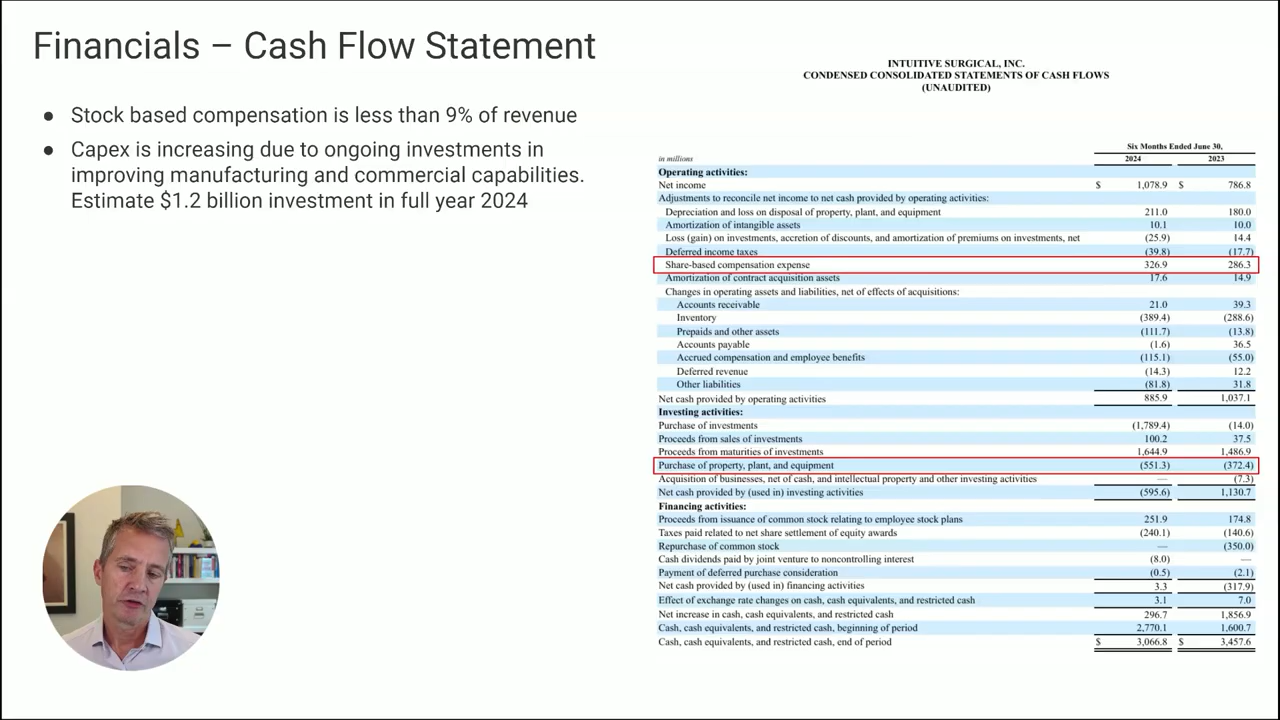 Financials – Cash Flow Statement
● Stock based compensation is less than 9% of revenue
● Capex is increasing due to ongoing investments in
improving manufacturing and commercial capabilities.
Estimate $1.2 billion investment in full year 2024
INTUITIVE SURGICAL, INC.
CONDENSED CONSOLIDATED STATEMENTS OF CASH FLOWS
(UNAUDITED)
Six Months Ended June 30,
in millions 2024 2023
Operating activities:
Net income $ 1,078.9 $ 786.8
Adjustments to reconcile net income to net cash provided by operating activities:
Depreciation and loss on disposal of property, plant, and equipment 211.0 180.0
Amortization of intangible assets 10.1 10.0
Loss (gain) on investments, accretion of discounts, and amortization of premiums on investments, net (25.9) 14.4
Deferred income taxes (39.8) (17.7)
Share-based compensation expense 326.9 286.3
Amortization of contract acquisition assets 17.6 14.9
Changes in operating assets and liabilities, net of effects of acquisitions:
Accounts receivable 21.0 39.3
Inventory (389.4) (288.6)
Prepaids and other assets (111.7) (13.8)
Accounts payable (1.6) 36.5
Accrued compensation and employee benefits (115.1) (55.0)
Deferred revenue (14.3) 12.2
Other liabilities (81.8) 31.8
Net cash provided by operating activities 885.9 1,037.1
Investing activities:
Purchase of investments (1,789.4) (14.0)
Proceeds from sales of investments 100.2 37.5
Proceeds from maturities of investments 1,644.9 1,486.9
Purchase of property, plant, and equipment (551.3) (372.4)
Acquisition of businesses, net of cash, and intellectual property and other investing activities — (7.3)
Net cash provided by (used in) investing activities (595.6) 1,130.7
Financing activities:
Proceeds from issuance of common stock relating to employee stock plans 251.9 174.8
Taxes paid related to net share settlement of equity awards (240.1) (140.6)
Repurchase of common stock — (350.0)
Cash dividends paid by joint venture to noncontrolling interest (8.0) —
Payment of deferred purchase consideration (0.5) (2.1)
Net cash provided by (used in) financing activities 3.3 (317.9)
Effect of exchange rate changes on cash, cash equivalents, and restricted cash 3.1 7.0
Net increase in cash, cash equivalents, and restricted cash 296.7 1,856.9
Cash, cash equivalents, and restricted cash, beginning of period 2,770.1 1,600.7
Cash, cash equivalents, and restricted cash, end of period $ 3,066.8 $ 3,457.6